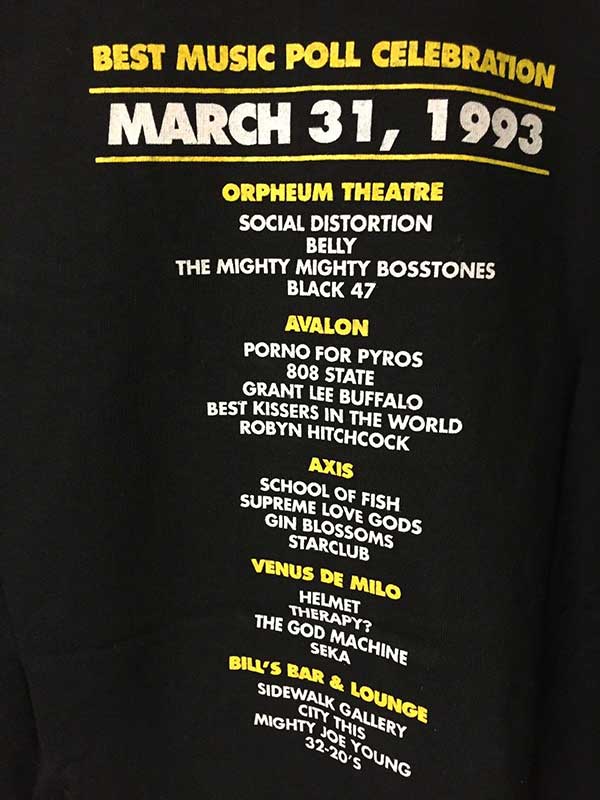 BEST MUSIC POLL CELEBRATION
MARCH 31, 1993
ORPHEUM THEATRE
SOCIAL DISTORTION
BELLY
THE MIGHTY MIGHTY BOSSTONES
BLACK 47
AVALON
PORNO FOR PYROS
808 STATE
GRANT LEE BUFFALO
BEST KISSERS IN THE WORLD
ROBYN HITCHCOCK
AXIS
SCHOOL OF FISH
SUPREME LOVE GODS
GIN BLOSSOMS
STARCLUB
VENUS DE MILO
HELMET
THERAPY?
THE GOD MACHINE
SEKA
BILL'S BAR & LOUNGE
SIDEWALK GALLERY
CITY THIS
MIGHTY JOE YOUNG
32-20'S